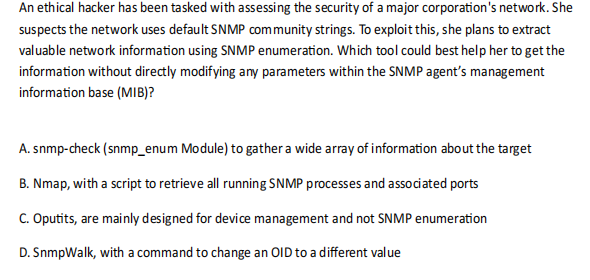 An ethical hacker has been tasked with assessing the security of a major corporation's network. She
suspects the network uses default SNMP community strings. To exploit this, she plans to extract
valuable network information using SNMP enumeration. Which tool could best help her to get the
information without directly modifying any parameters within the SNMP agent's management
information base (MIB)?
A. snmp-check (snmp_enum Module) to gather a wide array of information about the target
B. Nmap, with a script to retrieve all running SNMP processes and associated ports
C. Oputits, are mainly designed for device management and not SNMP enumeration
D. SnmpWalk, with a command to change an OID to a different value